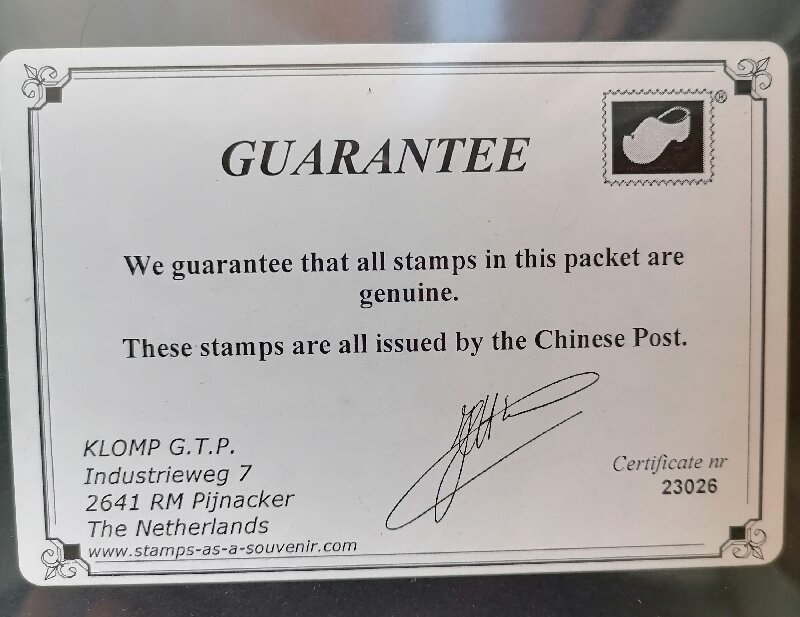 GUARANTEE
®
We guarantee that all stamps in this packet are
genuine.
These stamps are all issued by the Chinese Post.
KLOMP G.T.P.
Industrieweg 7
2641 RM Pijnacker
The Netherlands
www.stamps-as-a-souvenir.com
Certificate nr
23026